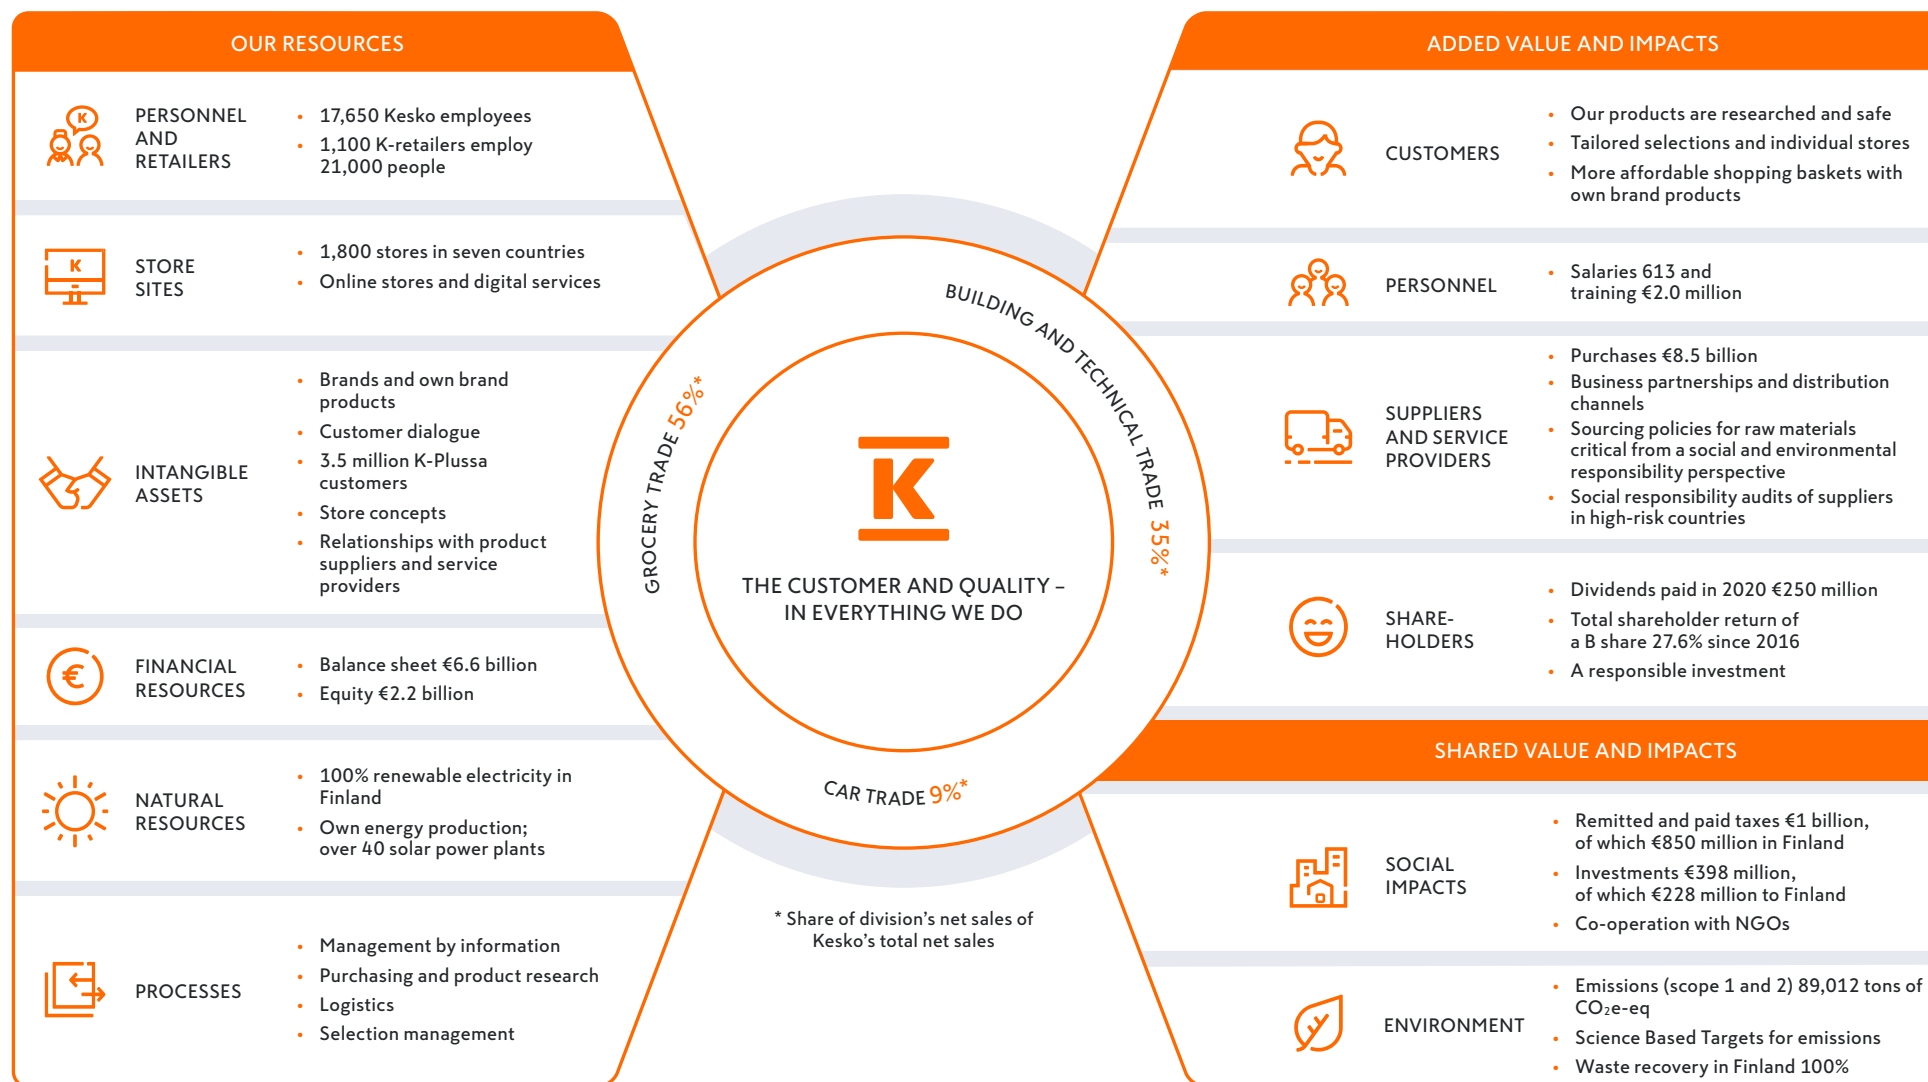 OUR RESOURCES
PERSONNEL
AND
RETAILERS
• 17,650 Kesko employees
• 1,100 K-retailers employ
21,000 people
STORE
SITES
• 1,800 stores in seven countries
• Online stores and digital services
INTANGIBLE
ASSETS
• Brands and own brand
products
• Customer dialogue
• 3.5 million K-Plussa
customers
• Store concepts
• Relationships with product
suppliers and service
providers
FINANCIAL
RESOURCES
• Balance sheet €6.6 billion
• Equity €2.2 billion
NATURAL
RESOURCES
• 100% renewable electricity in
Finland
• Own energy production;
over 40 solar power plants
PROCESSES
• Management by information
• Purchasing and product research
• Logistics
• Selection management
GROCERY TRADE 56%*
BUILDING AND TECHNICAL TRADE 35%*
CAR TRADE 9%*
K
THE CUSTOMER AND QUALITY –
IN EVERYTHING WE DO
* Share of division's net sales of
Kesko's total net sales
ADDED VALUE AND IMPACTS
CUSTOMERS
• Our products are researched and safe
• Tailored selections and individual stores
• More affordable shopping baskets with
own brand products
PERSONNEL
• Salaries 613 and
training €2.0 million
SUPPLIERS
AND SERVICE
PROVIDERS
• Purchases €8.5 billion
• Business partnerships and distribution
channels
• Sourcing policies for raw materials
critical from a social and environmental
responsibility perspective
• Social responsibility audits of suppliers
in high-risk countries
SHARE-
HOLDERS
• Dividends paid in 2020 €250 million
• Total shareholder return of
a B share 27.6% since 2016
• A responsible investment
SHARED VALUE AND IMPACTS
SOCIAL
IMPACTS
• Remitted and paid taxes €1 billion,
of which €850 million in Finland
• Investments €398 million,
of which €228 million to Finland
• Co-operation with NGOs
ENVIRONMENT
• Emissions (scope 1 and 2) 89,012 tons of
CO₂e-eq
• Science Based Targets for emissions
• Waste recovery in Finland 100%